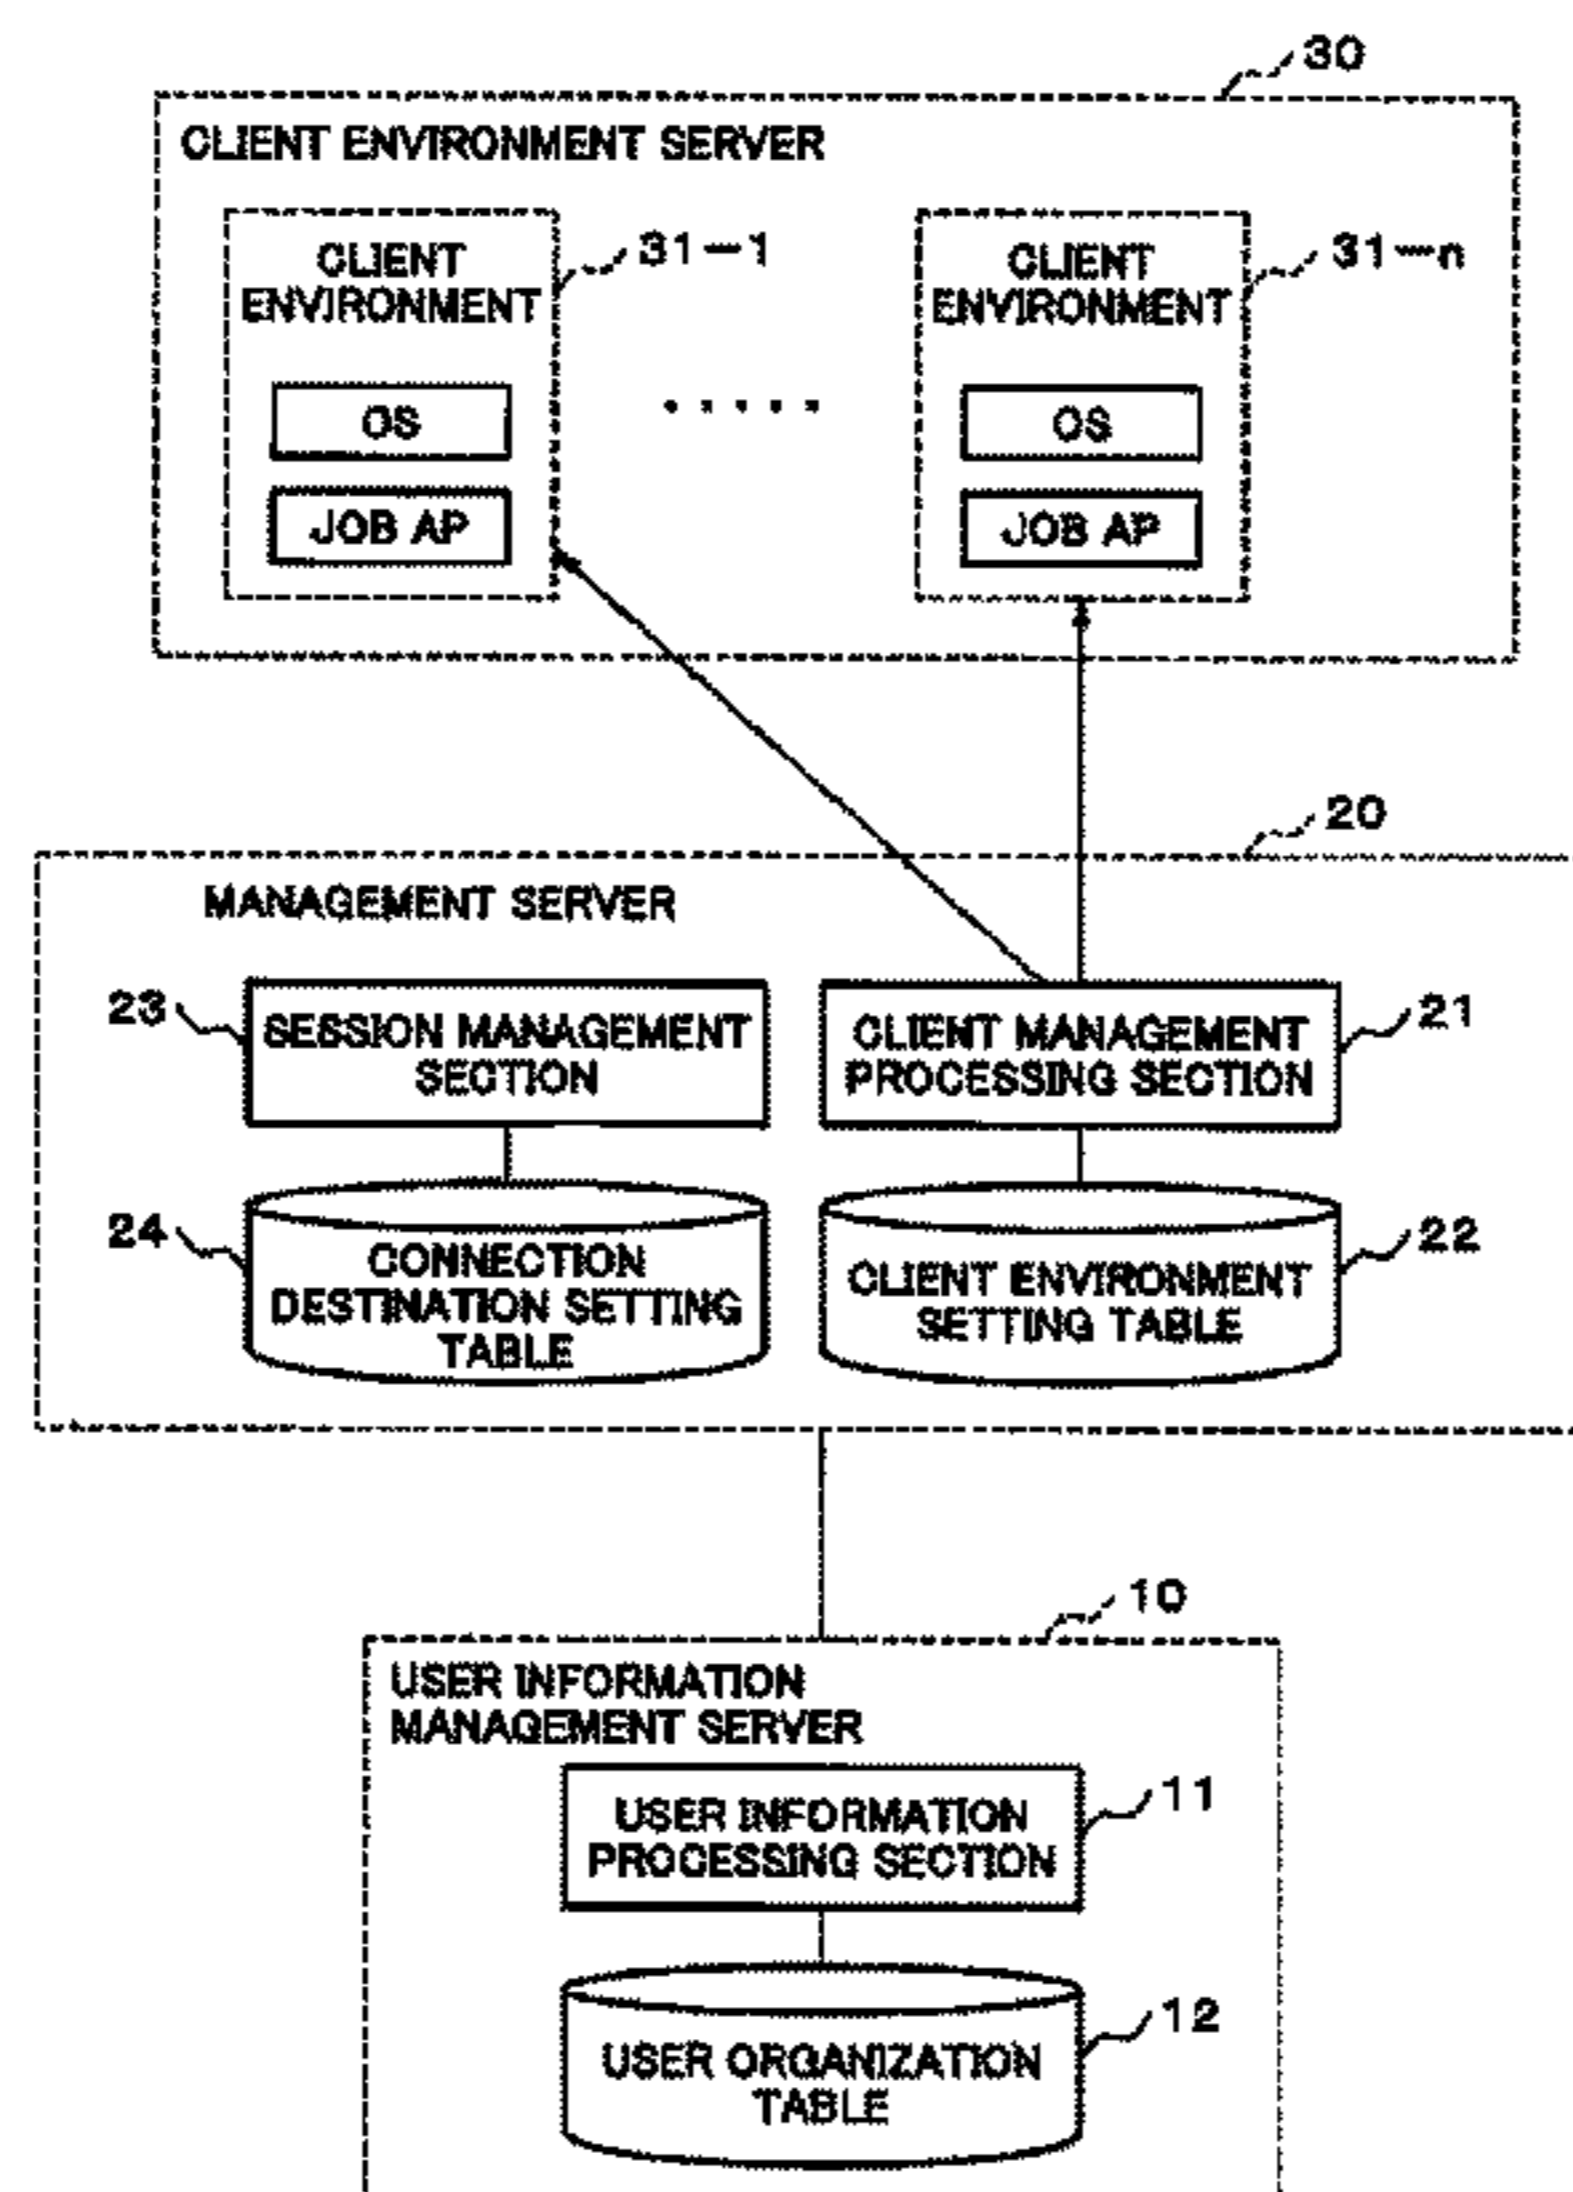 30
CLIENT ENVIRONMENT SERVER
CLIENT
ENVIRONMENT
31-1
OS
JOB AP
.....
CLIENT
ENVIRONMENT
31-n
OS
JOB AP
20
MANAGEMENT SERVER
23
SESSION MANAGEMENT
SECTION
CLIENT MANAGEMENT
PROCESSING SECTION
21
24
CONNECTION
DESTINATION SETTING
TABLE
CLIENT ENVIRONMENT
SETTING TABLE
22
10
USER INFORMATION
MANAGEMENT SERVER
USER INFORMATION
PROCESSING SECTION
11
USER ORGANIZATION
TABLE
12